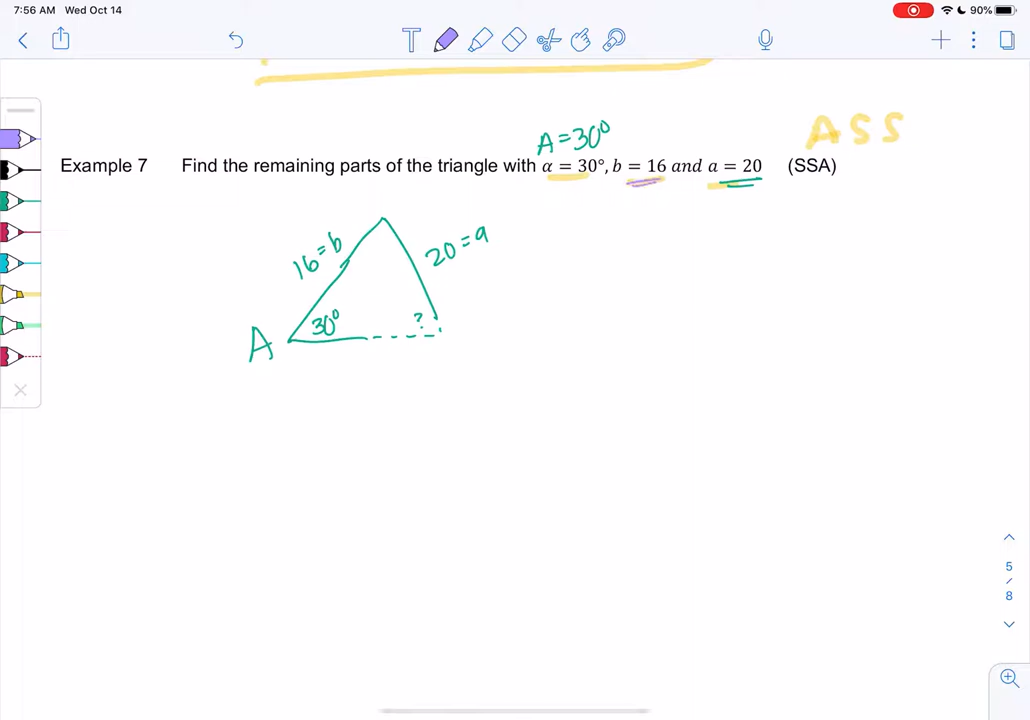 7:56 AM Wed Oct 14
90%
T
A = 30°
ASS
Example 7 Find the remaining parts of the triangle with α = 30°, b = 16 and a = 20 (SSA)
16 = b
20 = a
30°
?
A
5
/
8